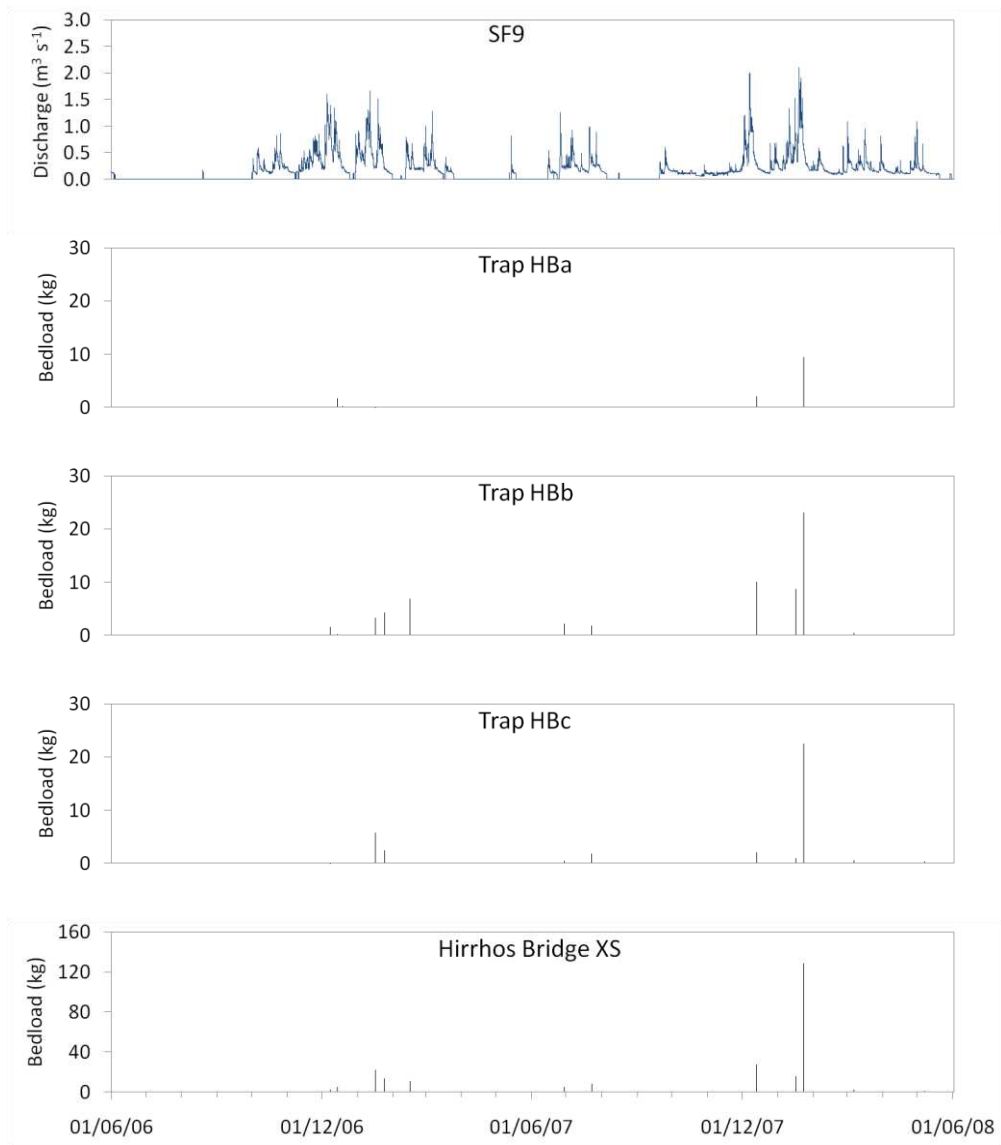 SF9
Discharge (m³ s⁻¹)
3.0
2.5
2.0
1.5
1.0
0.5
0.0
Trap HBa
Bedload (kg)
30
20
10
0
Trap HBb
Bedload (kg)
30
20
10
0
Trap HBc
Bedload (kg)
30
20
10
0
Hirrhos Bridge XS
Bedload (kg)
160
120
80
40
0
01/06/06 01/12/06 01/06/07 01/12/07 01/06/08